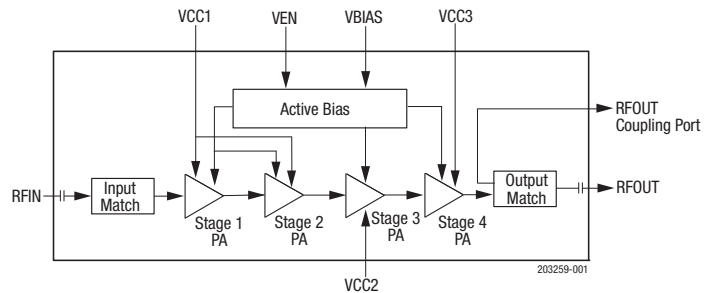 VCC1
VEN
VBIAS
VCC3
Active Bias
RFOUT
Coupling Port
RFIN
Input
Match
Output
Match
RFOUT
Stage 1
PA
Stage 2
PA
Stage 3
PA
Stage 4
PA
VCC2
203259-001